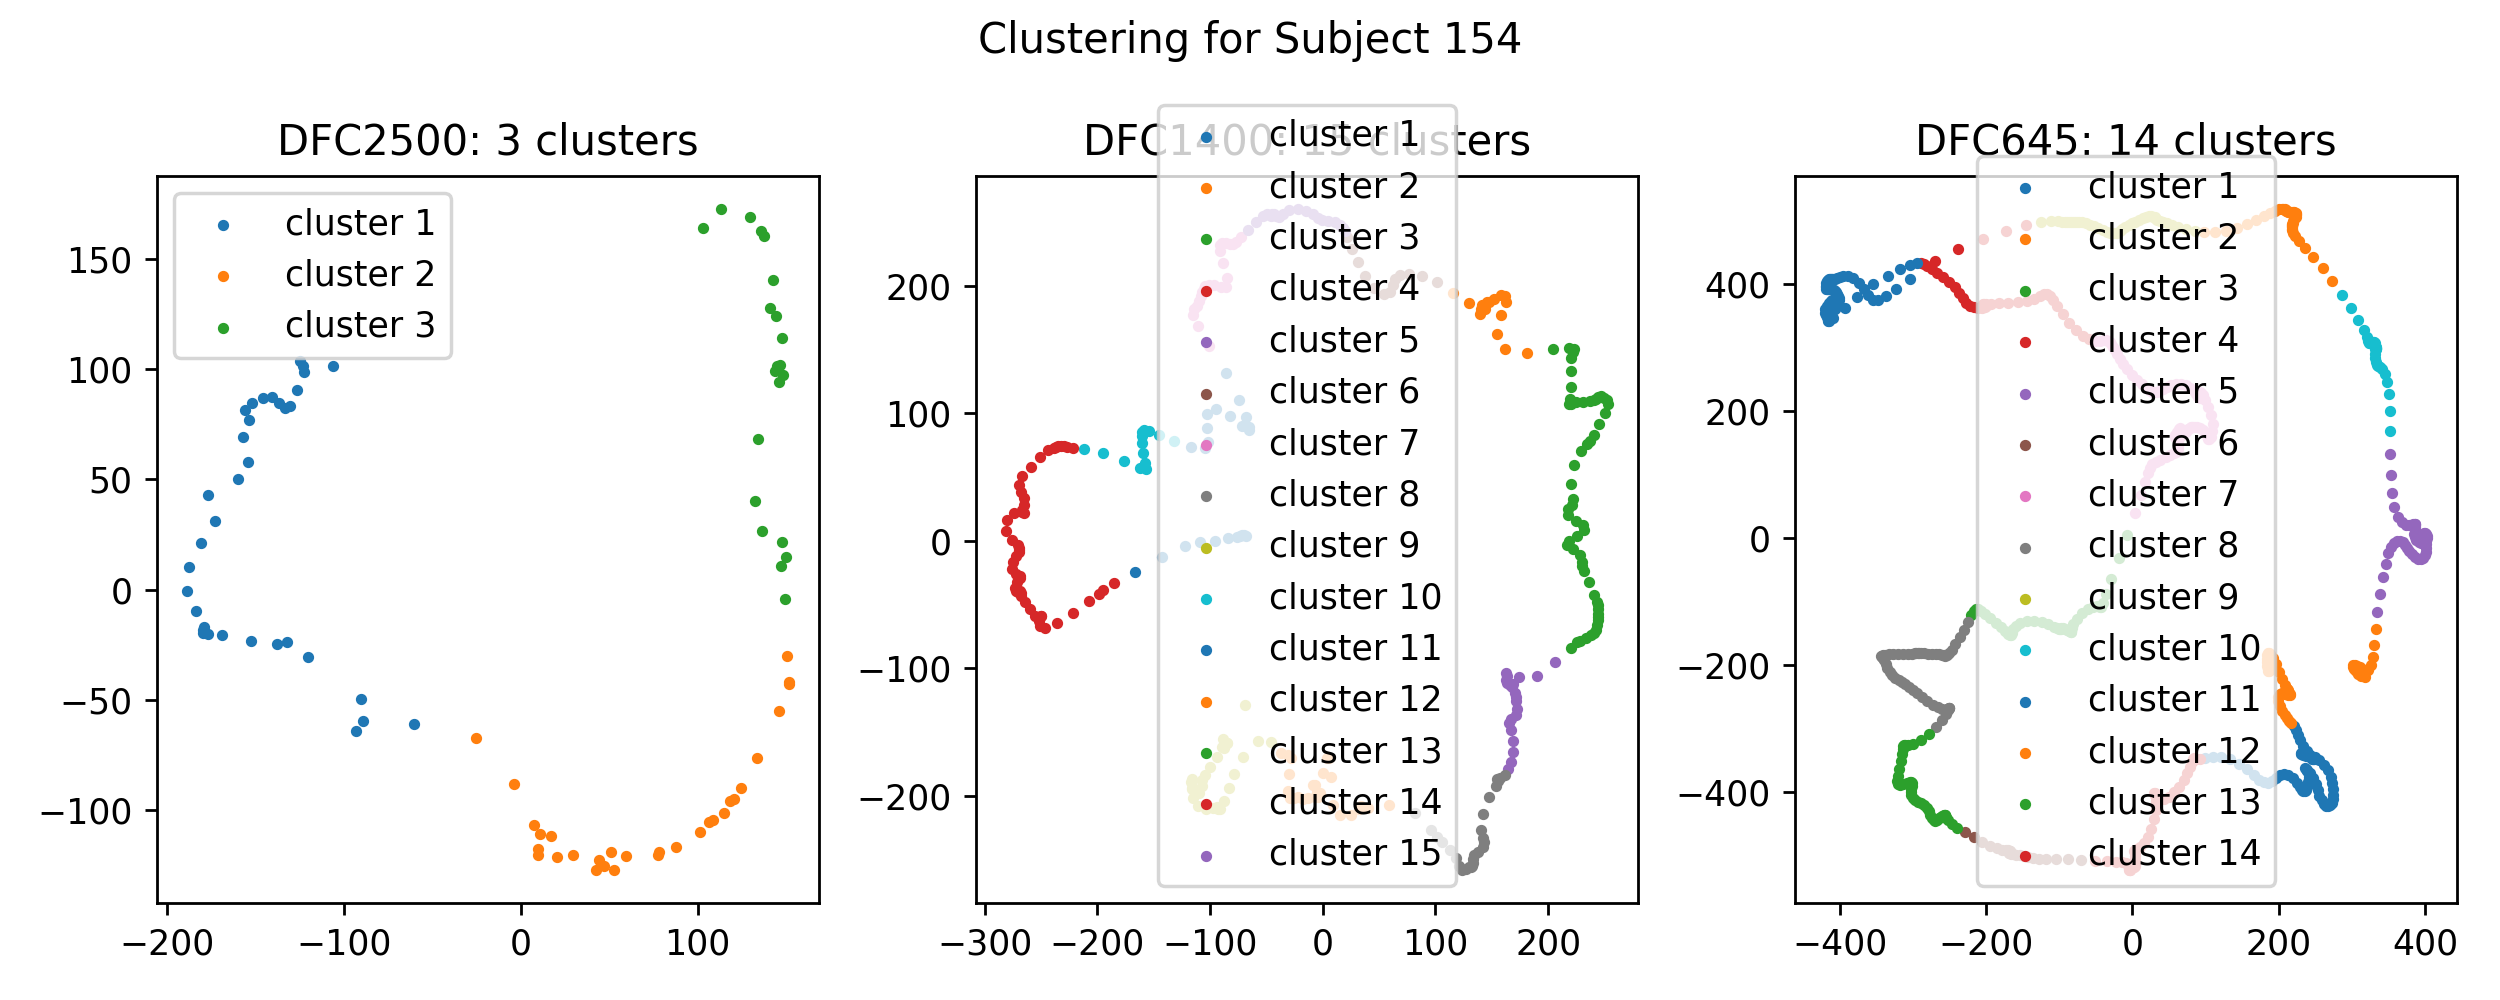 Clustering for Subject 154
DFC2500: 3 clusters
cluster 1
cluster 2
cluster 3
150
100
50
0
−50
−100
−200
−100
0
100
DFC1400: 15 clusters
cluster 1
cluster 2
cluster 3
cluster 4
cluster 5
cluster 6
cluster 7
cluster 8
cluster 9
cluster 10
cluster 11
cluster 12
cluster 13
cluster 14
cluster 15
200
100
0
−100
−200
−300
−200
−100
0
100
200
DFC645: 14 clusters
cluster 1
cluster 2
cluster 3
cluster 4
cluster 5
cluster 6
cluster 7
cluster 8
cluster 9
cluster 10
cluster 11
cluster 12
cluster 13
cluster 14
400
200
0
−200
−400
−400
−200
0
200
400